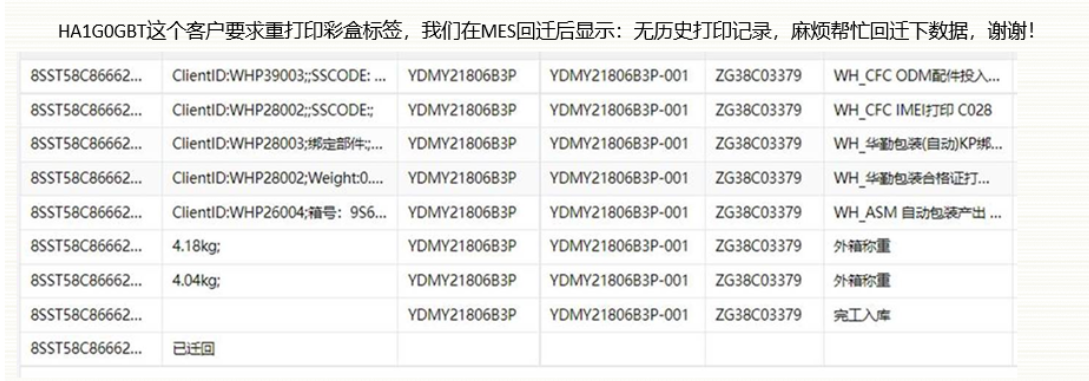 HA1G0GBT这个客户要求重打印彩盒标签，我们在MES回迁后显示：无历史打印记录，麻烦帮忙回迁下数据，谢谢！
8SST58C86662... ClientID:WHP39003;;SSCODE: ... YDMY21806B3P YDMY21806B3P-001 ZG38C03379 WH_CFC ODM配件投入...
8SST58C86662... ClientID:WHP28002;;SSCODE:; YDMY21806B3P YDMY21806B3P-001 ZG38C03379 WH_CFC IMEI打印 C028
8SST58C86662... ClientID:WHP28003;绑定部件:;... YDMY21806B3P YDMY21806B3P-001 ZG38C03379 WH_华勤包装(自动)KP绑...
8SST58C86662... ClientID:WHP28002;Weight:0.... YDMY21806B3P YDMY21806B3P-001 ZG38C03379 WH_华勤包装合格证打...
8SST58C86662... ClientID:WHP26004;箱号：9S6... YDMY21806B3P YDMY21806B3P-001 ZG38C03379 WH_ASM 自动包装产出 ...
8SST58C86662... 4.18kg; YDMY21806B3P YDMY21806B3P-001 ZG38C03379 外箱称重
8SST58C86662... 4.04kg; YDMY21806B3P YDMY21806B3P-001 ZG38C03379 外箱称重
8SST58C86662... YDMY21806B3P YDMY21806B3P-001 ZG38C03379 完工入库
8SST58C86662... 已迁回